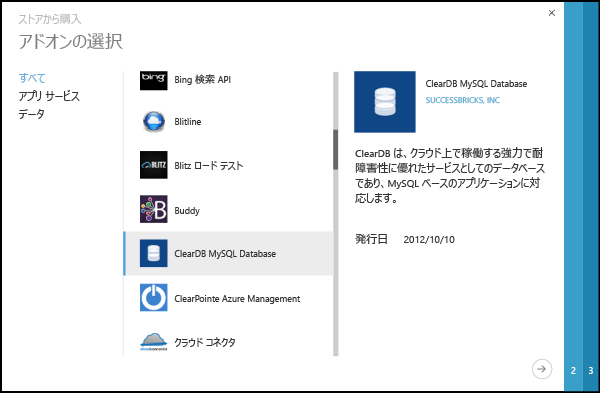 ストアから購入
アドオンの選択
すべて
アプリ サービス
データ
bing
Bing 検索 API
Blitline
BLITZ
Blitz ロード テスト
B
Buddy
ClearDB MySQL Database
ClearPointe Azure Management
cloudconnector
クラウド コネクタ
ClearDB MySQL Database
SUCCESSBRICKS, INC
ClearDB は、クラウド上で稼働する強力で耐
障害性に優れたサービスとしてのデータベース
であり、MySQL ベースのアプリケーションに対
応します。
発行日 2012/10/10
2 3